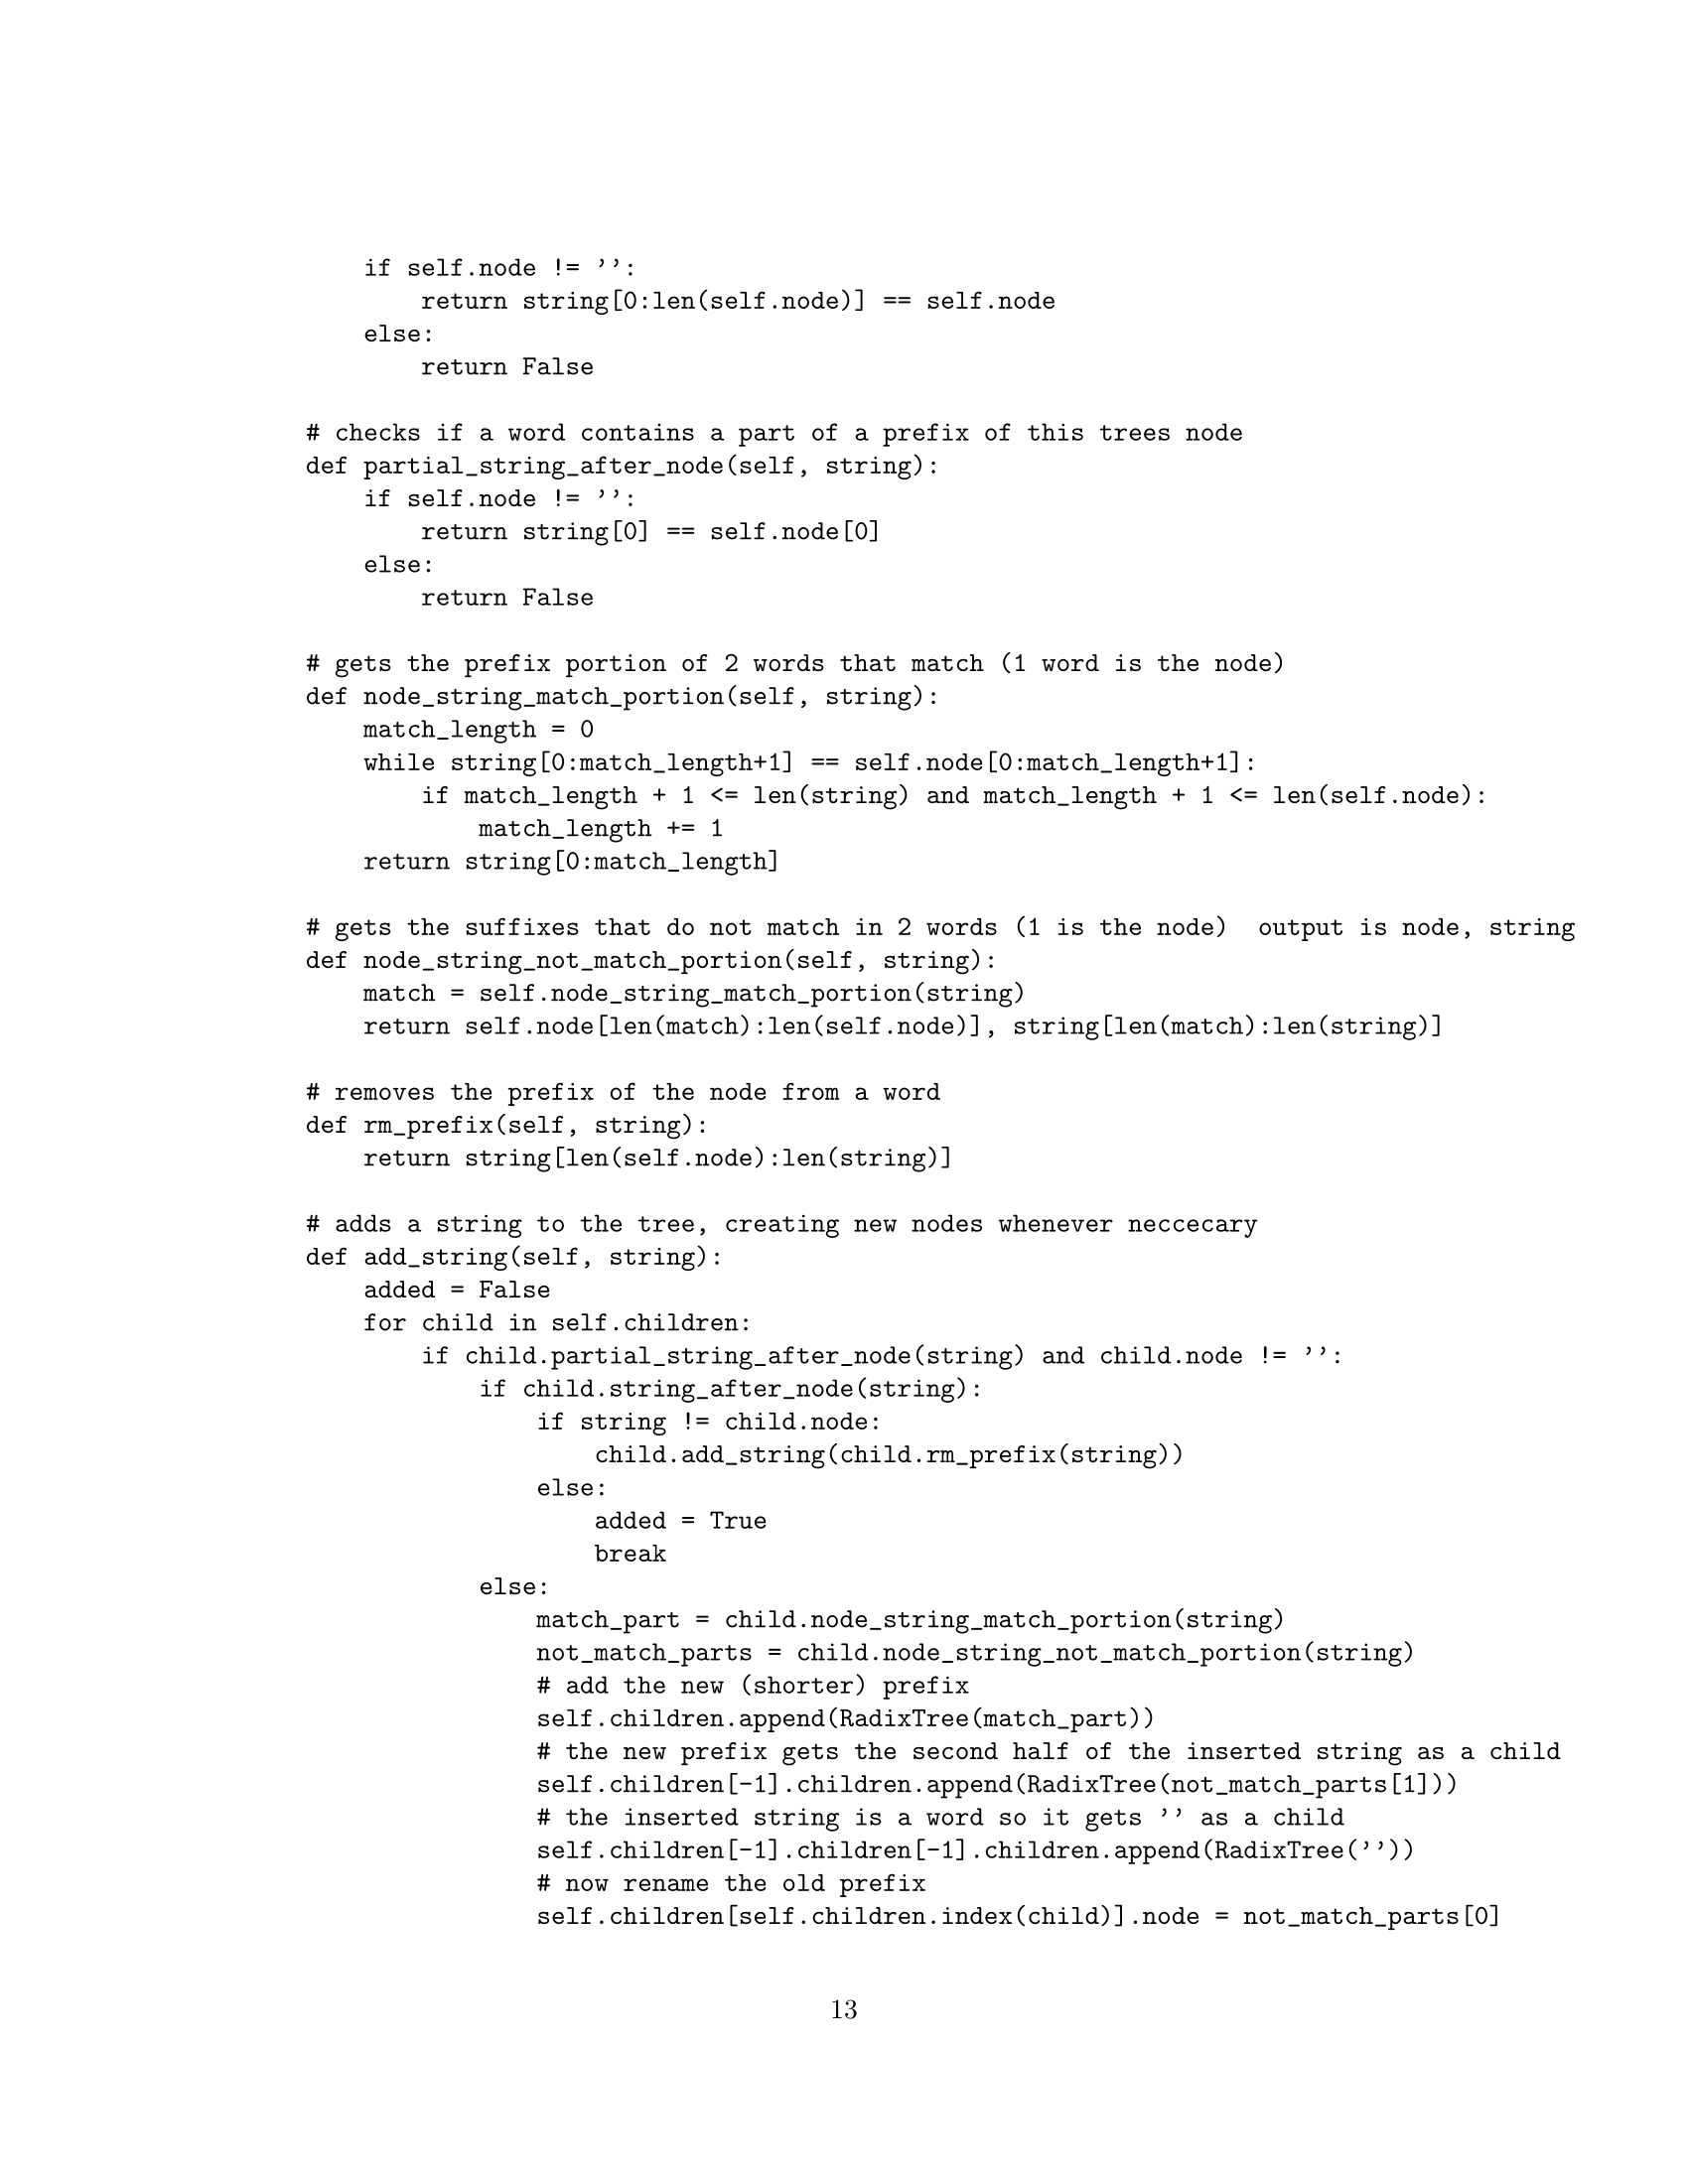 if self.node != ’’:
        return string[0:len(self.node)] == self.node
    else:
        return False

# checks if a word contains a part of a prefix of this trees node
def partial_string_after_node(self, string):
    if self.node != ’’:
        return string[0] == self.node[0]
    else:
        return False

# gets the prefix portion of 2 words that match (1 word is the node)
def node_string_match_portion(self, string):
    match_length = 0
    while string[0:match_length+1] == self.node[0:match_length+1]:
        if match_length + 1 <= len(string) and match_length + 1 <= len(self.node):
            match_length += 1
    return string[0:match_length]

# gets the suffixes that do not match in 2 words (1 is the node)  output is node, string
def node_string_not_match_portion(self, string):
    match = self.node_string_match_portion(string)
    return self.node[len(match):len(self.node)], string[len(match):len(string)]

# removes the prefix of the node from a word
def rm_prefix(self, string):
    return string[len(self.node):len(string)]

# adds a string to the tree, creating new nodes whenever neccecary
def add_string(self, string):
    added = False
    for child in self.children:
        if child.partial_string_after_node(string) and child.node != ’’:
            if child.string_after_node(string):
                if string != child.node:
                    child.add_string(child.rm_prefix(string))
                else:
                    added = True
                    break
            else:
                match_part = child.node_string_match_portion(string)
                not_match_parts = child.node_string_not_match_portion(string)
                # add the new (shorter) prefix
                self.children.append(RadixTree(match_part))
                # the new prefix gets the second half of the inserted string as a child
                self.children[-1].children.append(RadixTree(not_match_parts[1]))
                # the inserted string is a word so it gets ’’ as a child
                self.children[-1].children[-1].children.append(RadixTree(’’))
                # now rename the old prefix
                self.children[self.children.index(child)].node = not_match_parts[0]

13